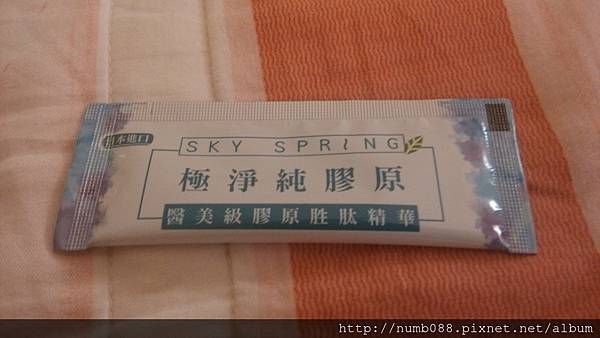 日本進口
SKY SPRING
極淨純膠原
醫美級膠原胜肽精華
http://numb088.pixnet.net/album